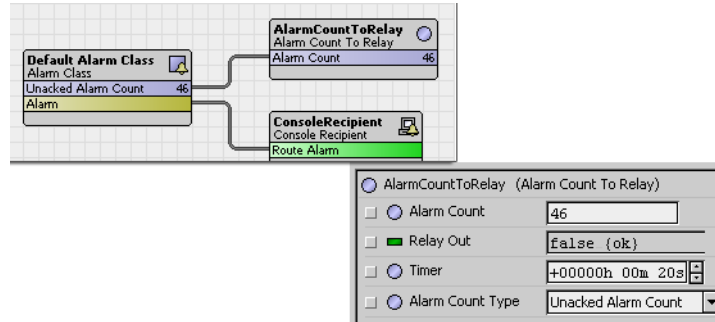 AlarmCountToRelay
Alarm Count To Relay
Alarm Count 46
Default Alarm Class
Alarm Class
Unacked Alarm Count 46
Alarm
ConsoleRecipient
Console Recipient
Route Alarm
AlarmCountToRelay (Alarm Count To Relay)
Alarm Count 46
Relay Out false {ok}
Timer +00000h 00m 20s
Alarm Count Type Unacked Alarm Count